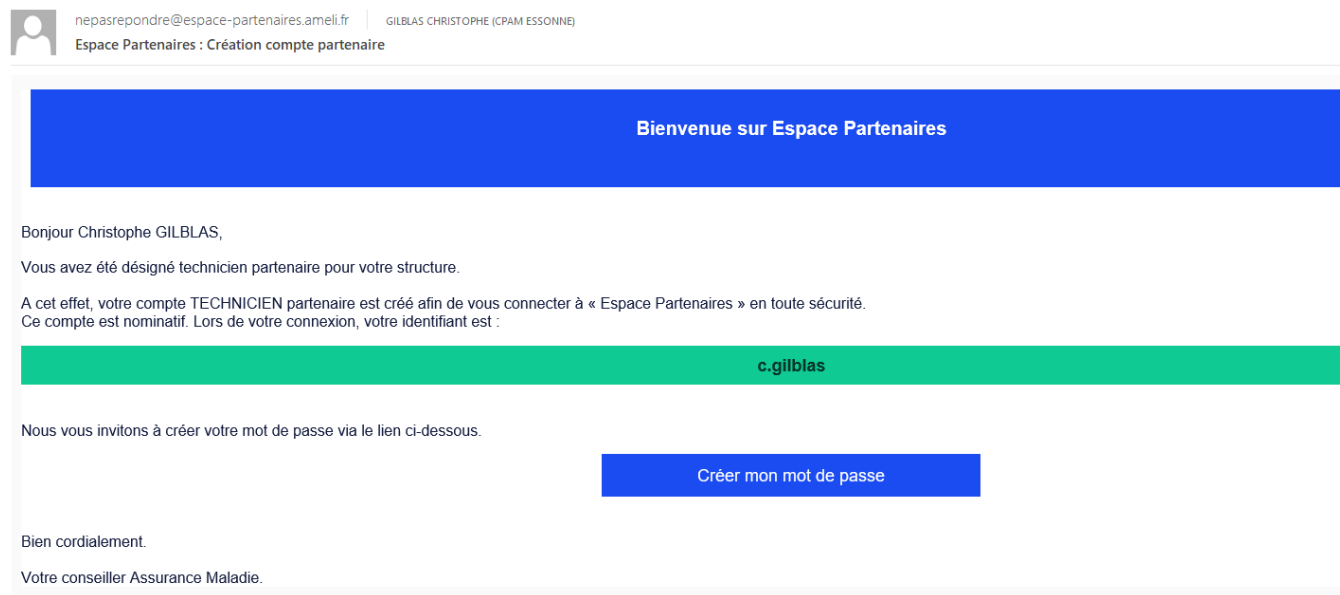 nepasrepondre@espace-partenaires.ameli.fr GILBLAS CHRISTOPHE (CPAM ESSONNE)
Espace Partenaires : Création compte partenaire
Bienvenue sur Espace Partenaires
Bonjour Christophe GILBLAS,
Vous avez été désigné technicien partenaire pour votre structure.
A cet effet, votre compte TECHNICIEN partenaire est créé afin de vous connecter à « Espace Partenaires » en toute sécurité.
Ce compte est nominatif. Lors de votre connexion, votre identifiant est :
c.gilblas
Nous vous invitons à créer votre mot de passe via le lien ci-dessous.
Créer mon mot de passe
Bien cordialement.
Votre conseiller Assurance Maladie.